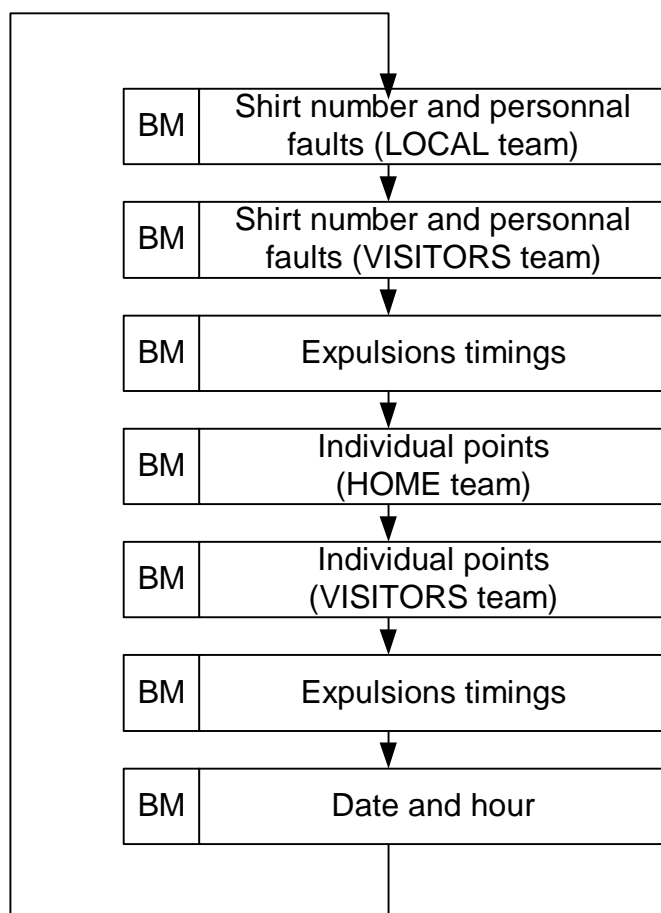 BM
Shirt number and personnal
faults (LOCAL team)
BM
Shirt number and personnal
faults (VISITORS team)
BM
Expulsions timings
BM
Individual points
(HOME team)
BM
Individual points
(VISITORS team)
BM
Expulsions timings
BM
Date and hour